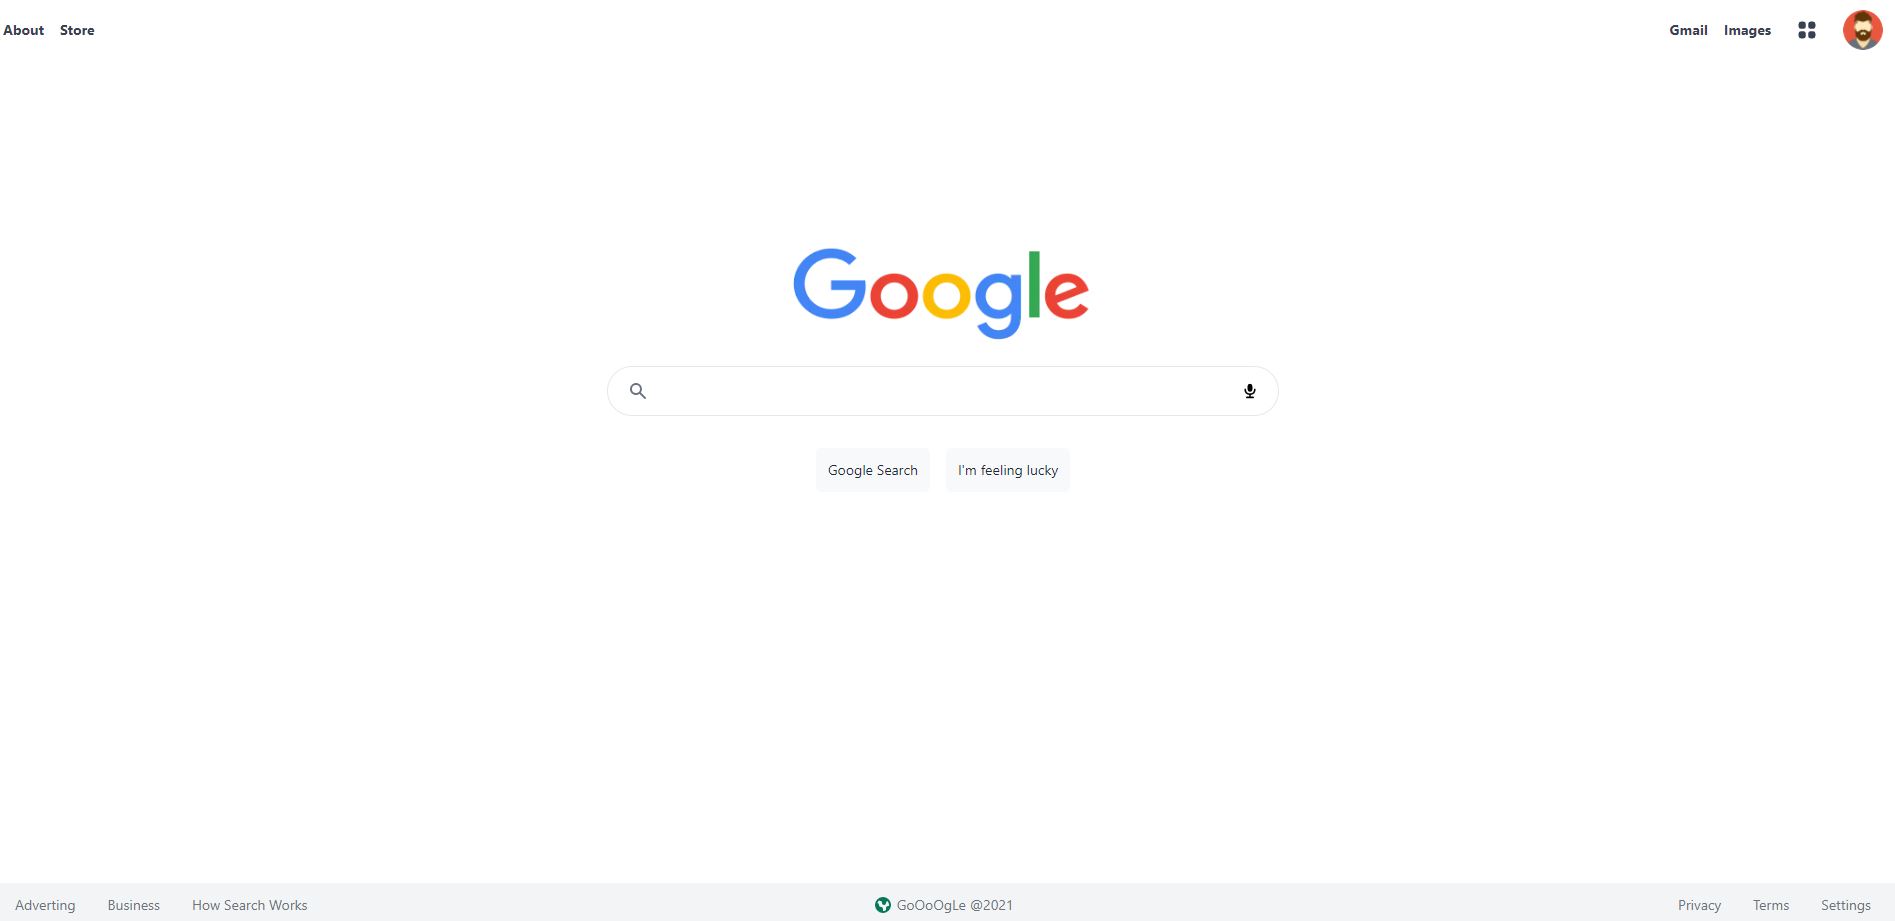 About Store Gmail Images
Google
Google Search I'm feeling lucky
Adverting Business How Search Works GoOoOgLe @2021 Privacy Terms Settings